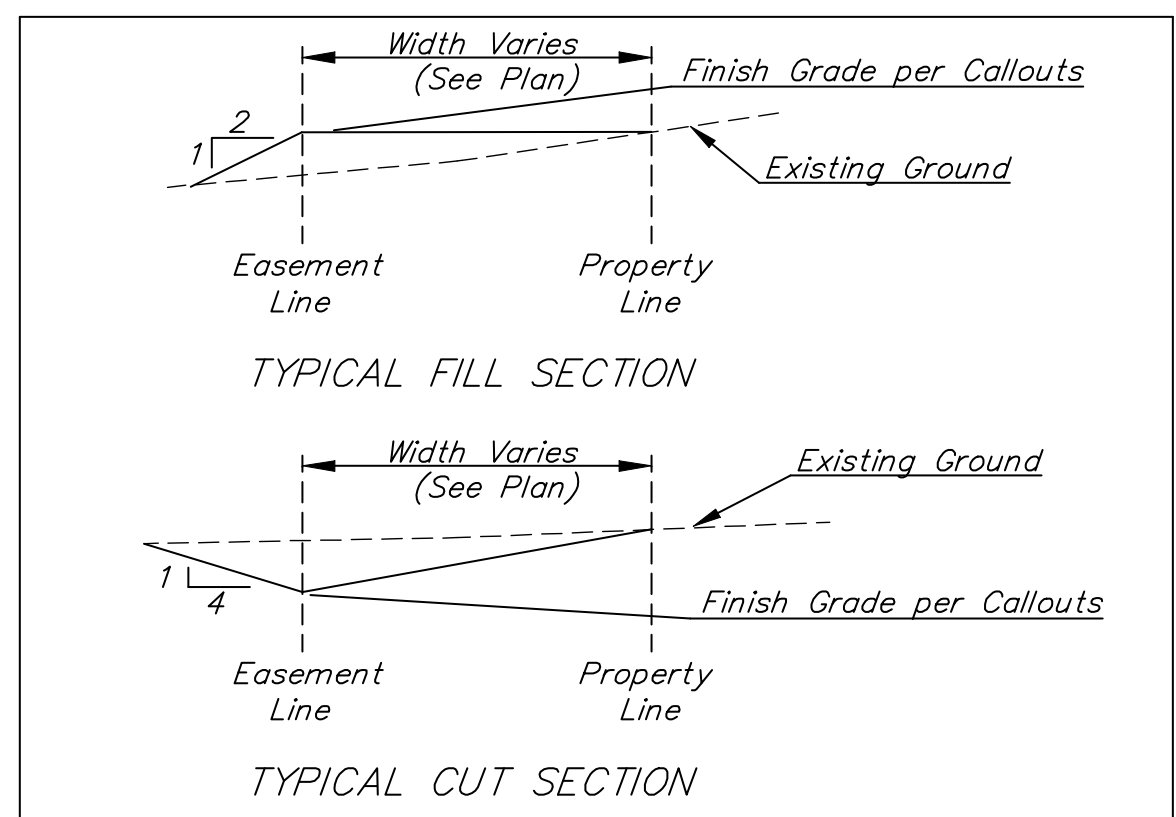 Width Varies
(See Plan)
Finish Grade per Callouts
2
1
Existing Ground
Easement
Line
Property
Line
TYPICAL FILL SECTION
Width Varies
(See Plan)
Existing Ground
1
4
Finish Grade per Callouts
Easement
Line
Property
Line
TYPICAL CUT SECTION